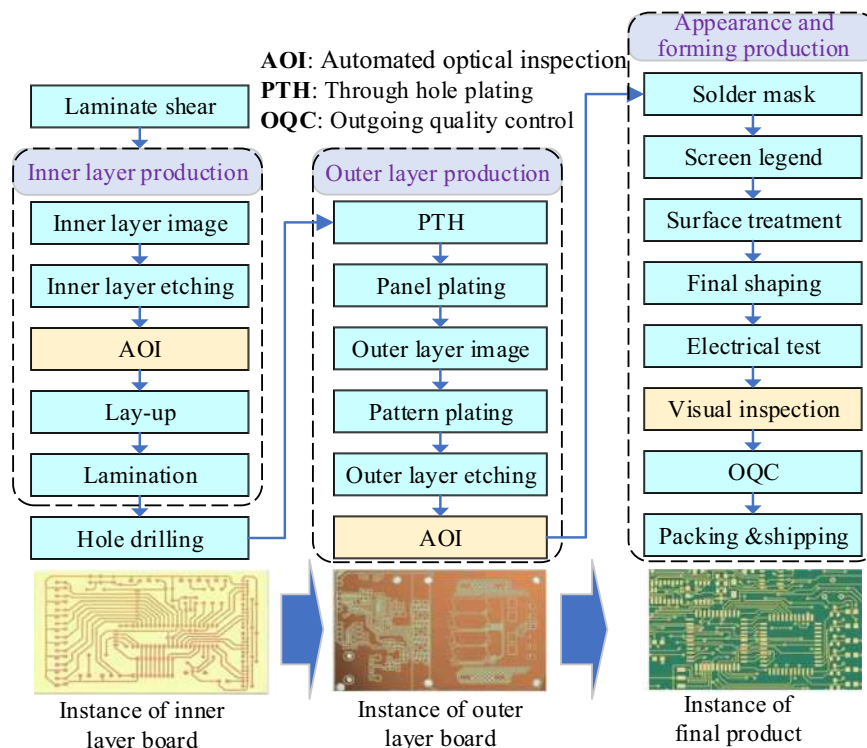 AOI: Automated optical inspection
PTH: Through hole plating
OQC: Outgoing quality control
Laminate shear
Inner layer production
Inner layer image
Inner layer etching
AOI
Lay-up
Lamination
Hole drilling
Outer layer production
PTH
Panel plating
Outer layer image
Pattern plating
Outer layer etching
AOI
Appearance and
forming production
Solder mask
Screen legend
Surface treatment
Final shaping
Electrical test
Visual inspection
OQC
Packing &shipping
Instance of inner
layer board
Instance of outer
layer board
Instance of
final product